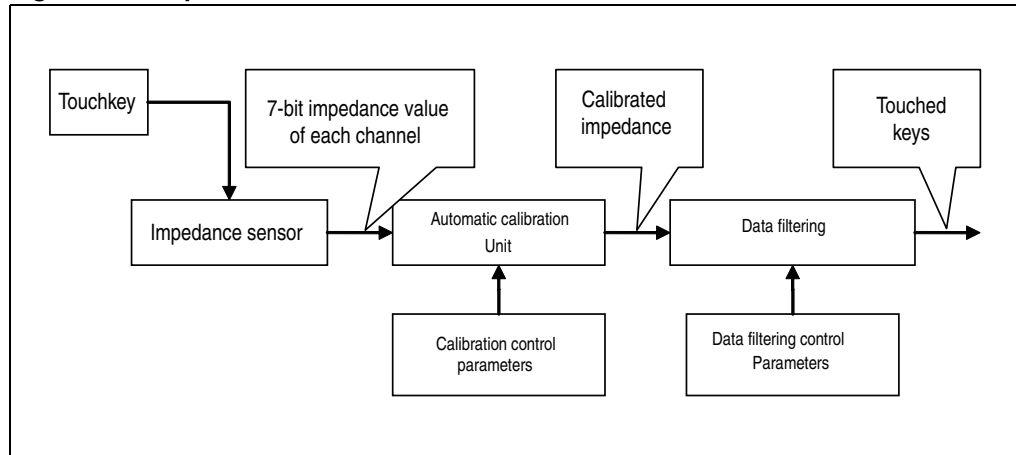 Touchkey
7-bit impedance value
of each channel
Calibrated
impedance
Touched
keys
Impedance sensor
Automatic calibration
Unit
Data filtering
Calibration control
parameters
Data filtering control
Parameters